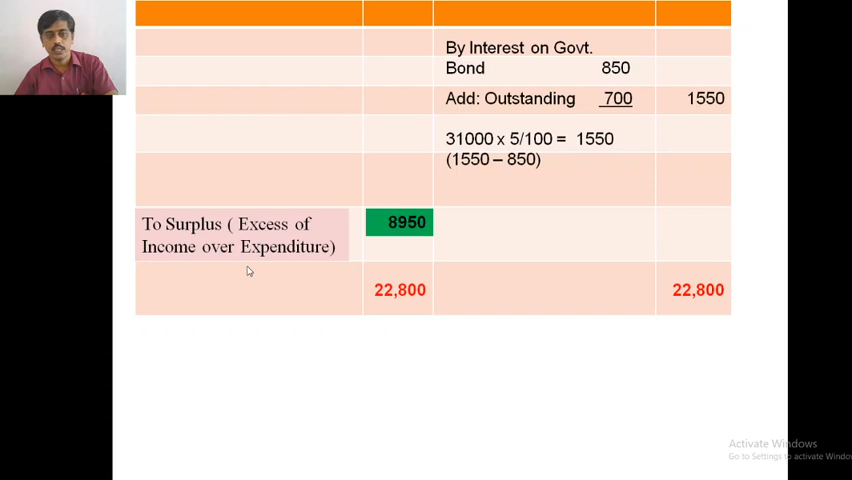 By Interest on Govt.
Bond 850
Add: Outstanding 700 1550
31000 x 5/100 = 1550
(1550 – 850)
To Surplus ( Excess of 8950
Income over Expenditure)
22,800 22,800
Activate Windows
Go to Settings to activate Windo